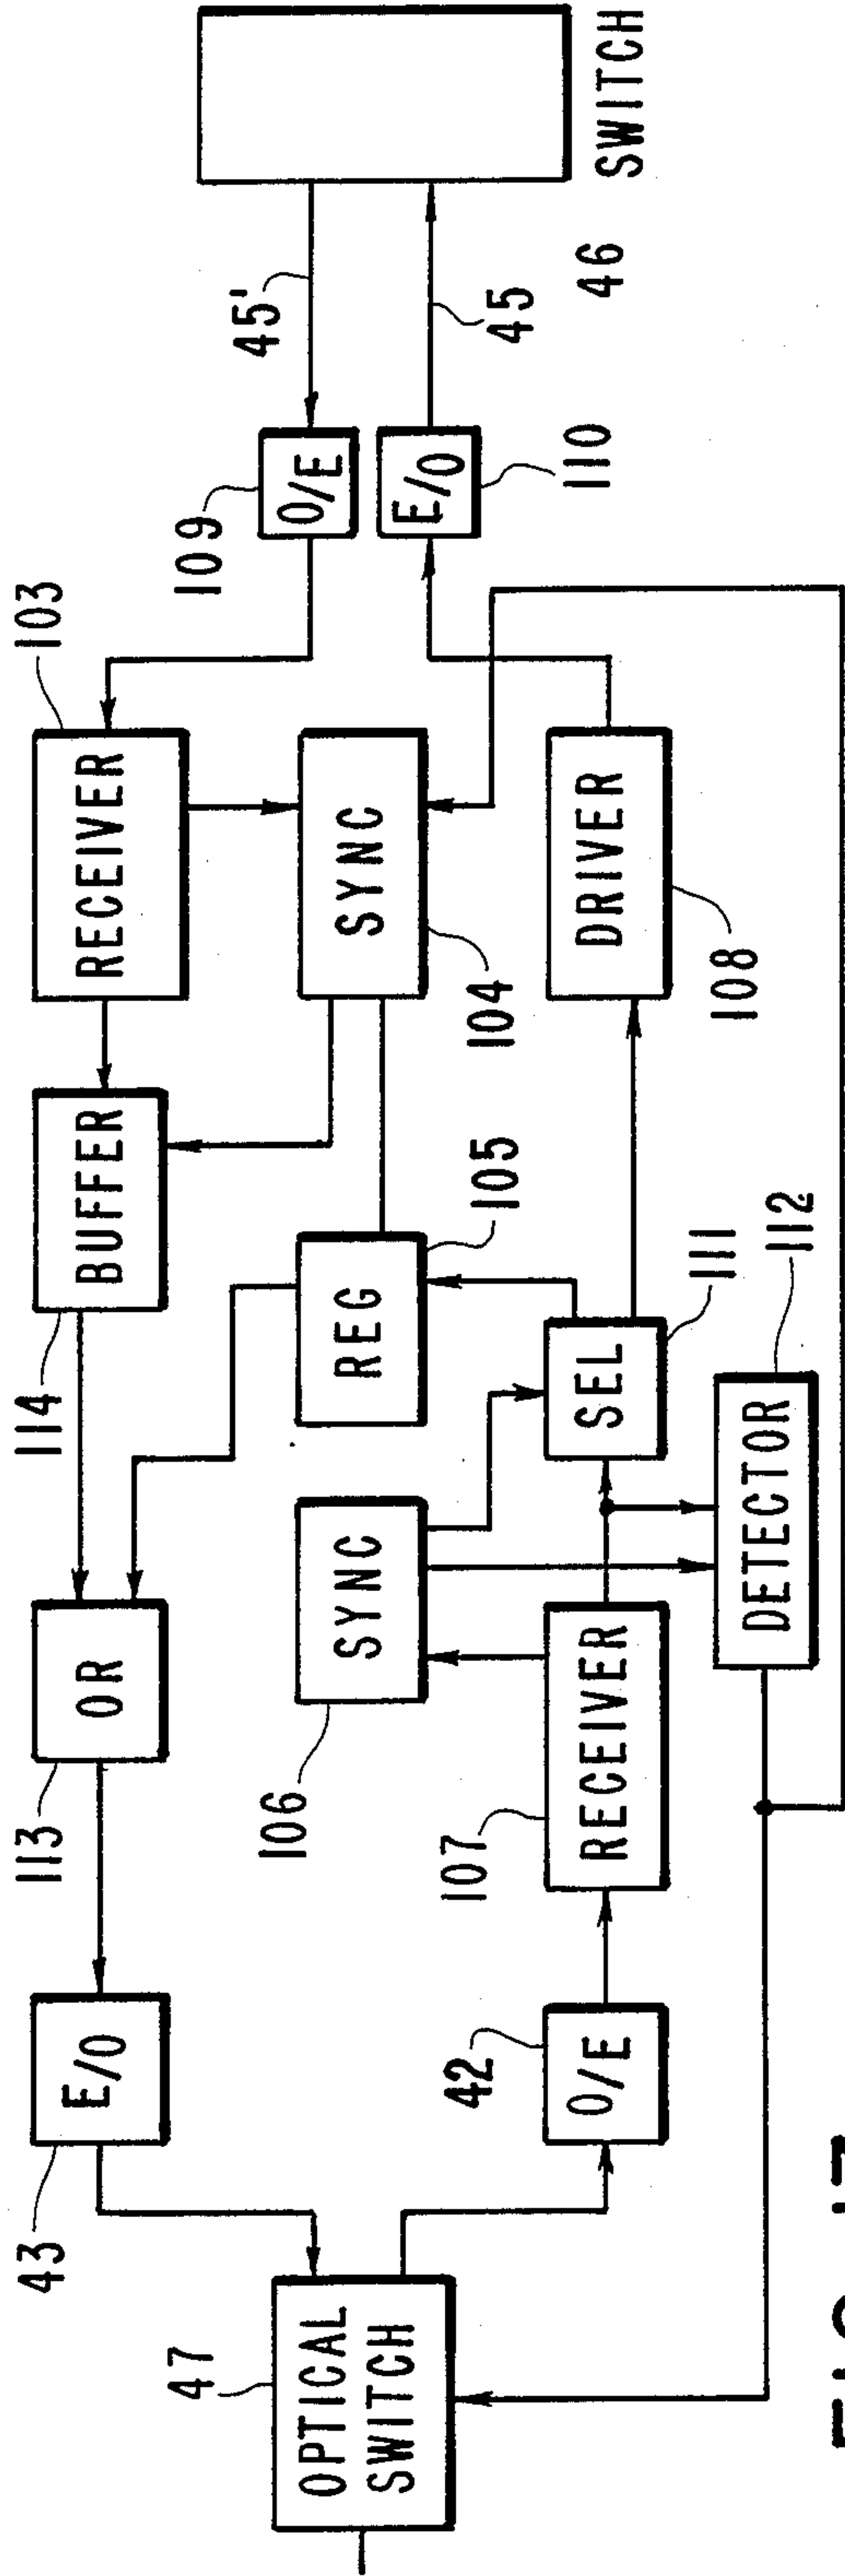 43
E/O
113
OR
114
BUFFER
103
RECEIVER
109
O/E
45'
47
OPTICAL
SWITCH
106
SYNC
REG
105
SYNC
104
E/O
110
45
46
SWITCH
42
O/E
107
RECEIVER
SEL
111
DRIVER
108
DETECTOR
112